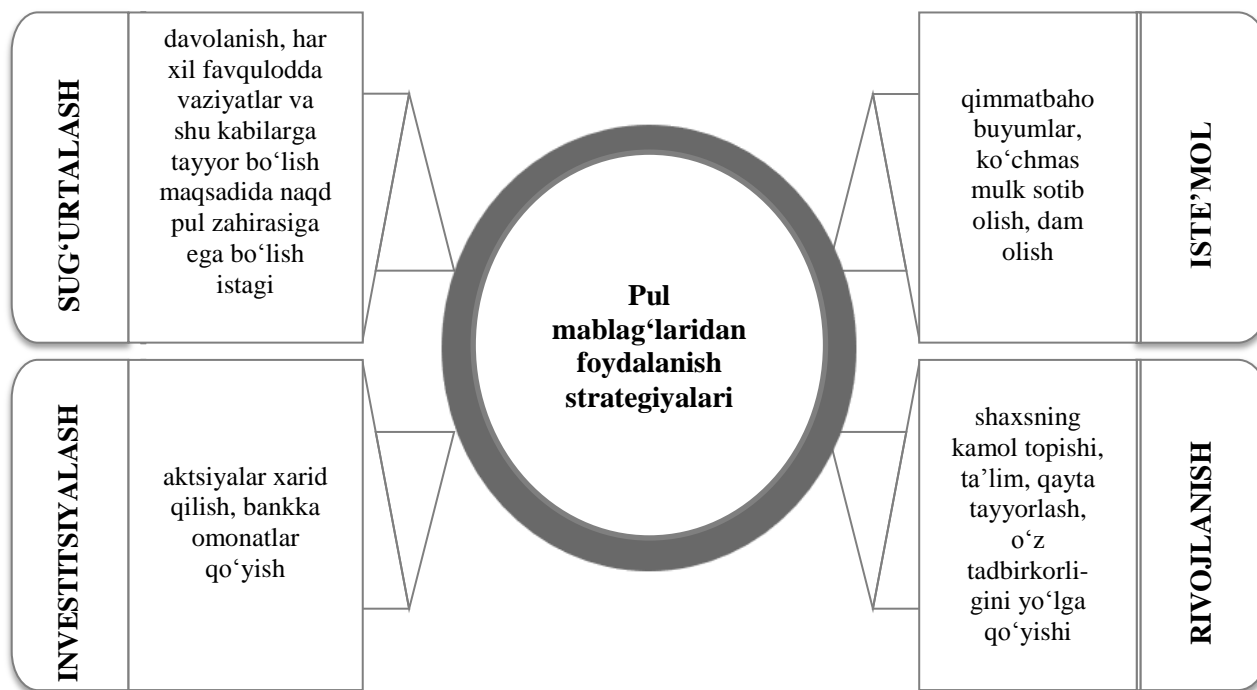 SUG‘URTALASH
davolanish, har
xil favqulodda
vaziyatlar va
shu kabilarga
tayyor bo‘lish
maqsadida naqd
pul zahirasiga
ega bo‘lish
istagi
qimmatbaho
buyumlar,
ko‘chmas
mulk sotib
olish, dam
olish
ISTE’MOL
Pul
mablag‘laridan
foydalanish
strategiyalari
INVESTITSIYALASH
aktsiyalar xarid
qilish, bankka
omonatlar
qo‘yish
shaxsning
kamol topishi,
ta’lim, qayta
tayyorlash,
o‘z
tadbirkorli-
gini yo‘lga
qo‘yishi
RIVOJLANISH